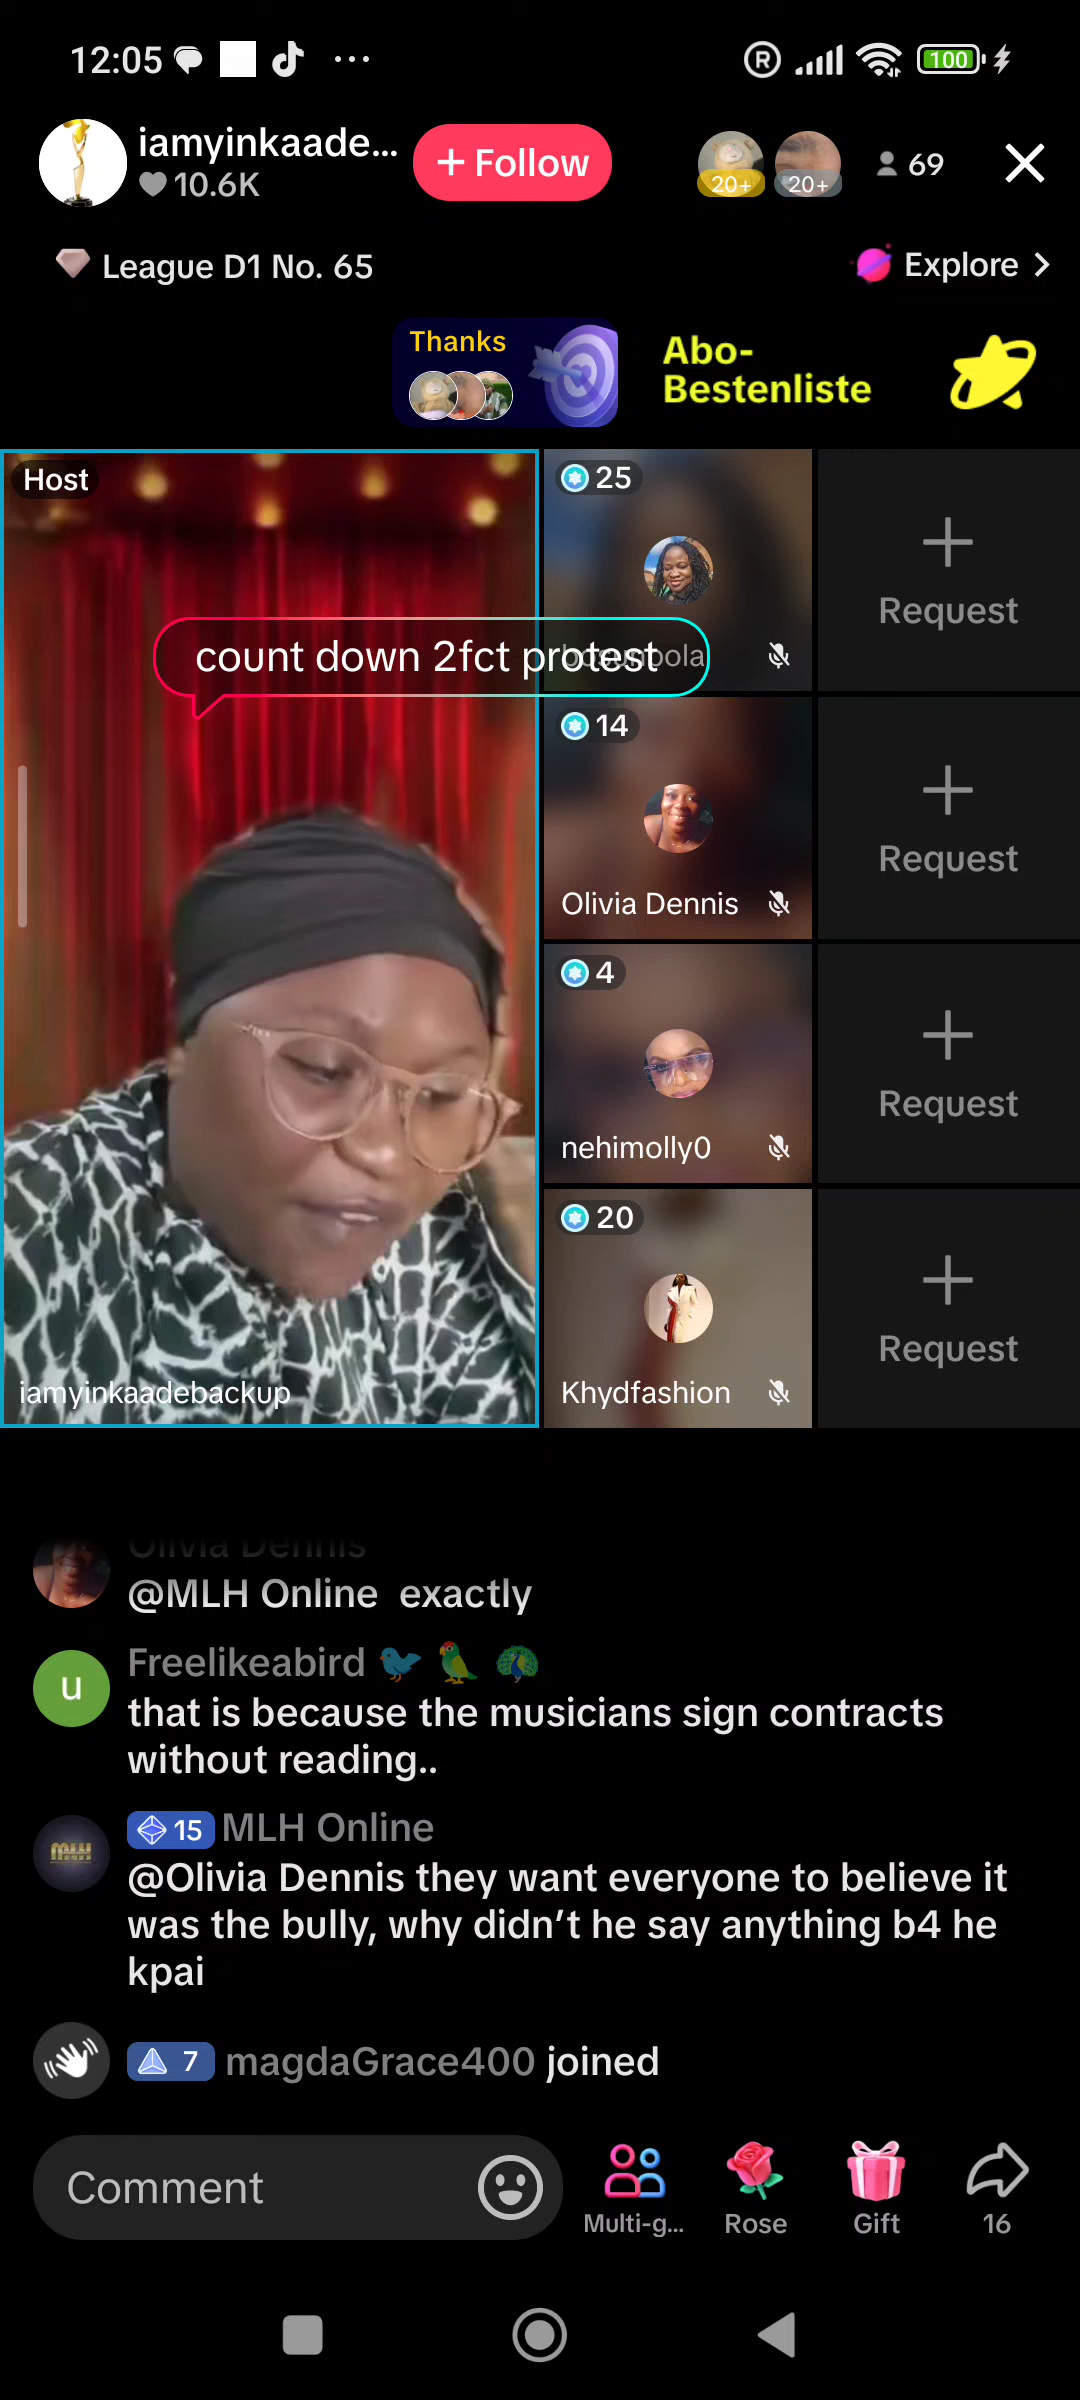 12:05
100
iamyinkaade...
10.6K
+ Follow
20+
20+
69
League D1 No. 65
Explore
Thanks
Abo-
Bestenliste
Host
25
Request
count down 2fct protest
14
Request
Olivia Dennis
4
Request
nehimolly0
20
Request
iamyinkaadebackup
Khydfashion
Olivia Dennis
@MLH Online exactly
u
Freelikeabird 🐦 🦜 🦚
that is because the musicians sign contracts
without reading..
MLH
15 MLH Online
@Olivia Dennis they want everyone to believe it
was the bully, why didn’t he say anything b4 he
kpai
7 magdaGrace400 joined
Comment
Multi-g...
Rose
Gift
16